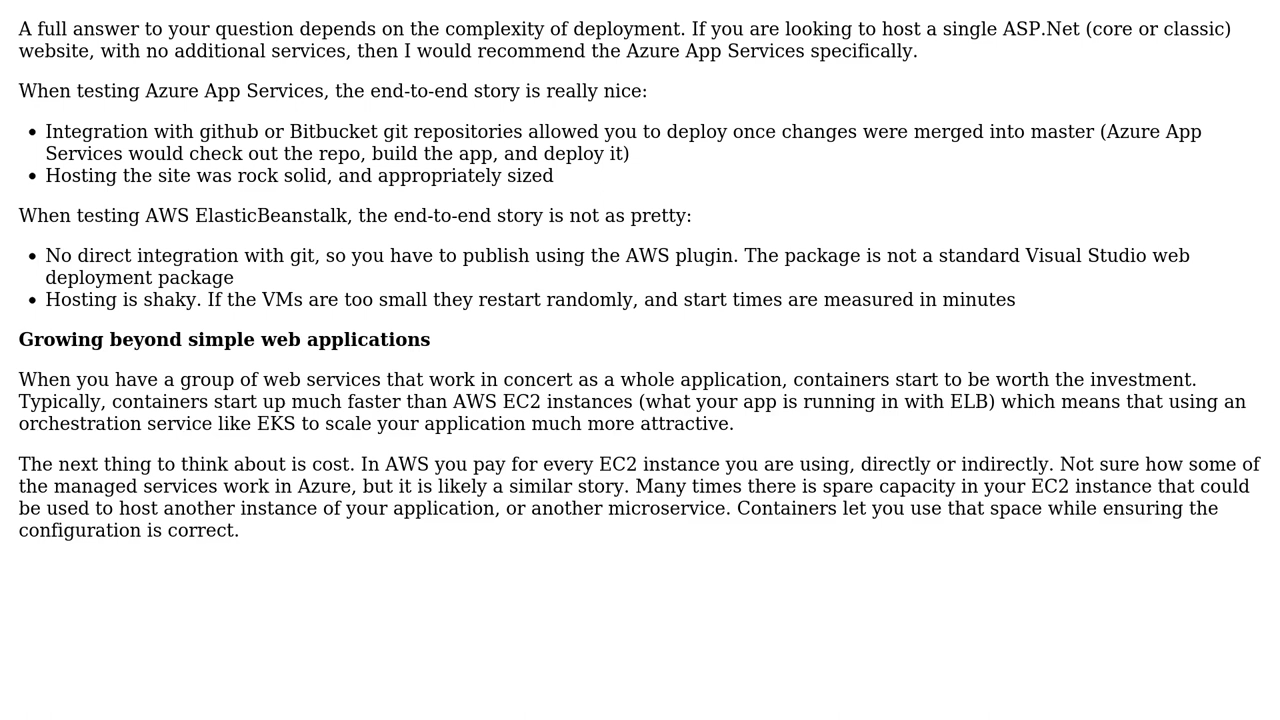 A full answer to your question depends on the complexity of deployment. If you are looking to host a single ASP.Net (core or classic)
website, with no additional services, then I would recommend the Azure App Services specifically.
When testing Azure App Services, the end-to-end story is really nice:
• Integration with github or Bitbucket git repositories allowed you to deploy once changes were merged into master (Azure App
Services would check out the repo, build the app, and deploy it)
• Hosting the site was rock solid, and appropriately sized
When testing AWS ElasticBeanstalk, the end-to-end story is not as pretty:
• No direct integration with git, so you have to publish using the AWS plugin. The package is not a standard Visual Studio web
deployment package
• Hosting is shaky. If the VMs are too small they restart randomly, and start times are measured in minutes
Growing beyond simple web applications
When you have a group of web services that work in concert as a whole application, containers start to be worth the investment.
Typically, containers start up much faster than AWS EC2 instances (what your app is running in with ELB) which means that using an
orchestration service like EKS to scale your application much more attractive.
The next thing to think about is cost. In AWS you pay for every EC2 instance you are using, directly or indirectly. Not sure how some of
the managed services work in Azure, but it is likely a similar story. Many times there is spare capacity in your EC2 instance that could
be used to host another instance of your application, or another microservice. Containers let you use that space while ensuring the
configuration is correct.